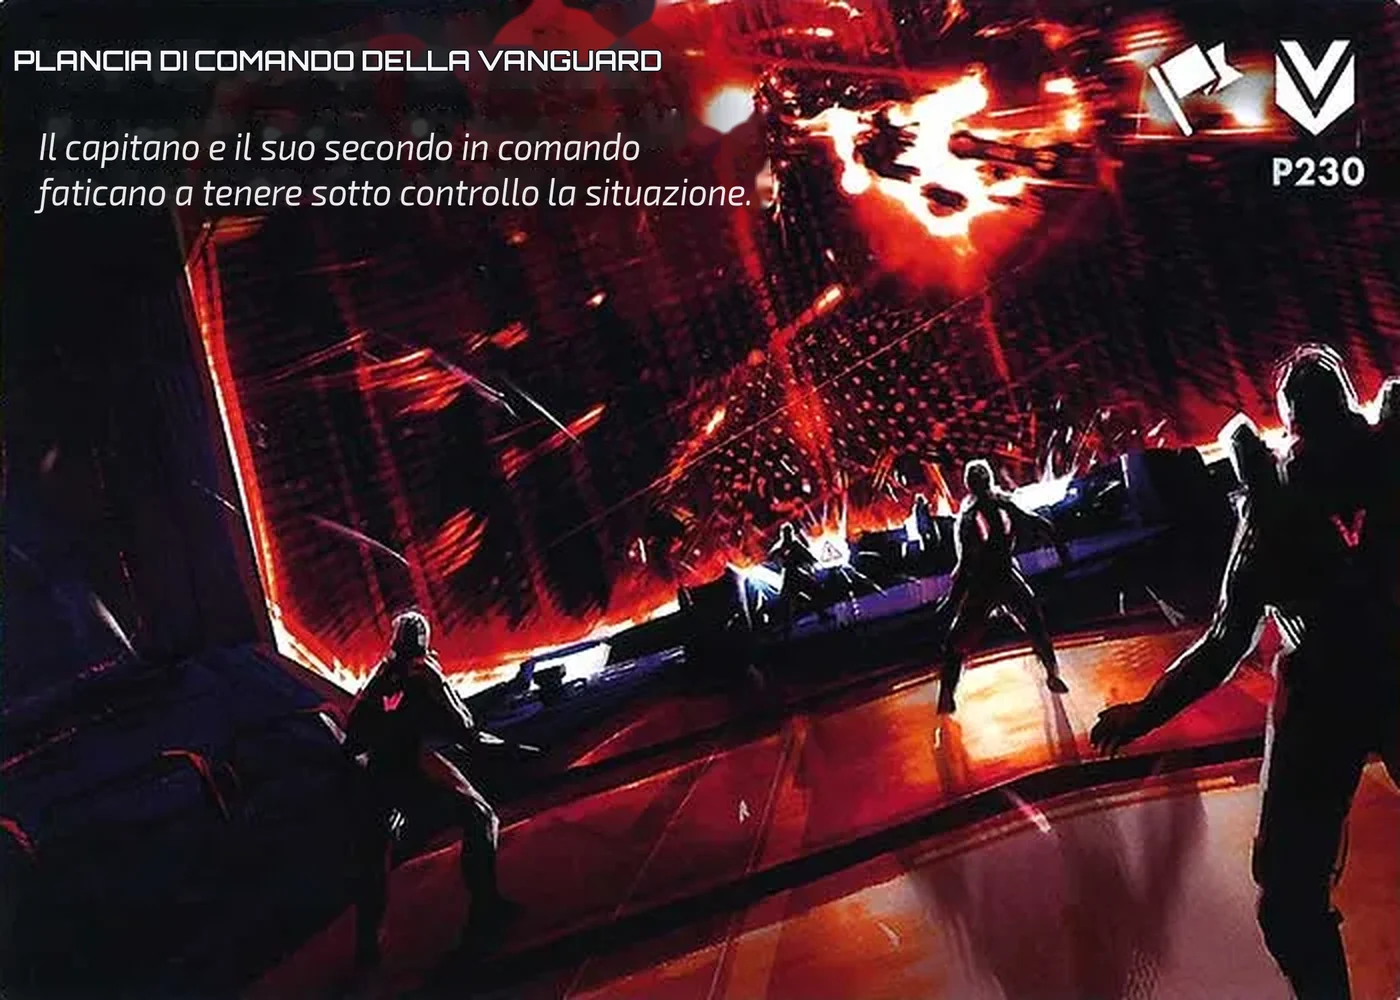 PLANCIA DI COMANDO DELLA VANGUARD
Il capitano e il suo secondo in comando
faticano a tenere sotto controllo la situazione.
P230